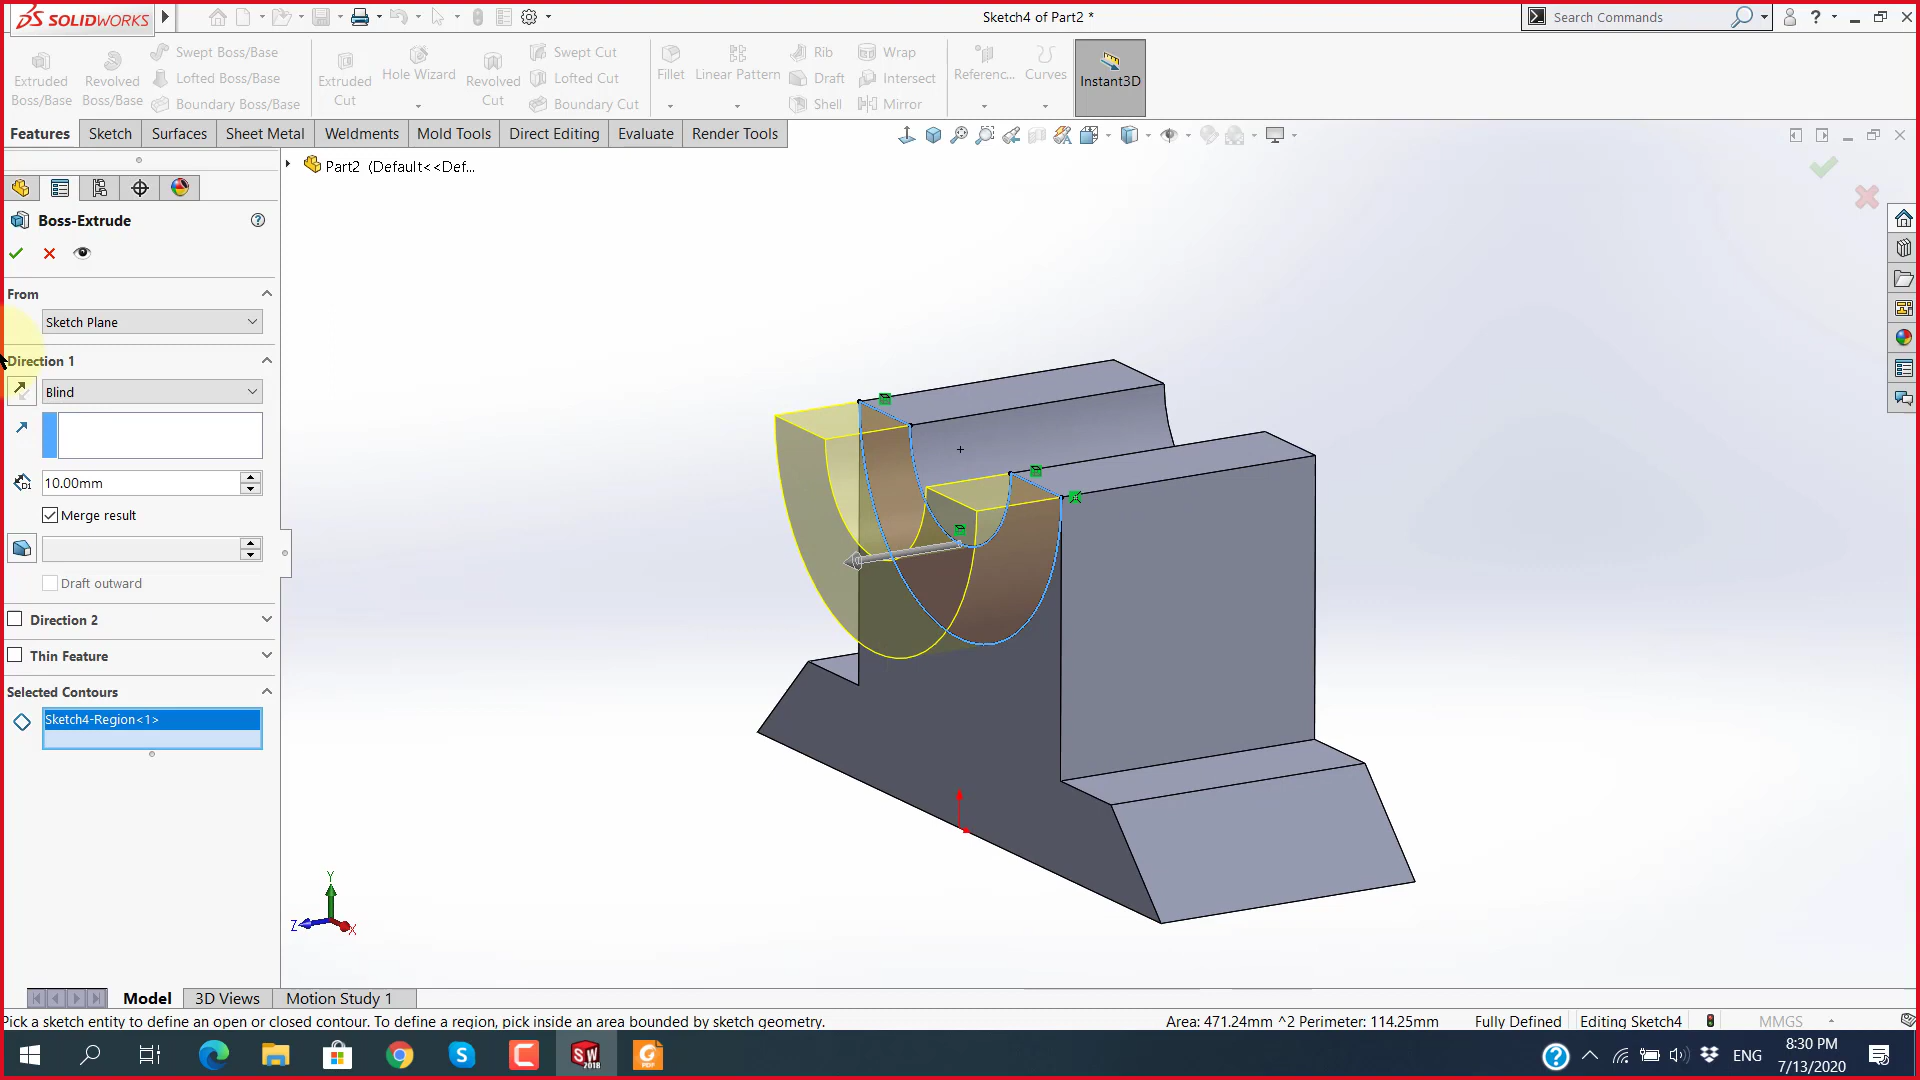 SOLIDWORKS
Sketch4 of Part2 *
Search Commands
Extruded Boss/Base
Revolved Boss/Base
Swept Boss/Base
Lofted Boss/Base
Boundary Boss/Base
Extruded Cut
Hole Wizard
Revolved Cut
Swept Cut
Lofted Cut
Boundary Cut
Fillet
Linear Pattern
Rib
Draft
Shell
Wrap
Intersect
Mirror
Referenc...
Curves
Instant3D
Features
Sketch
Surfaces
Sheet Metal
Weldments
Mold Tools
Direct Editing
Evaluate
Render Tools
Part2 (Default<<Def...
Boss-Extrude
From
Sketch Plane
Direction 1
Blind
10.00mm
Merge result
Draft outward
Direction 2
Thin Feature
Selected Contours
Sketch4-Region<1>
Y
Z
X
Model
3D Views
Motion Study 1
Pick a sketch entity to define an open or closed contour. To define a region, pick inside an area bounded by sketch geometry.
Area: 471.24mm ^2 Perimeter: 114.25mm
Fully Defined
Editing Sketch4
MMGS
SW
2018
ENG
8:30 PM
7/13/2020